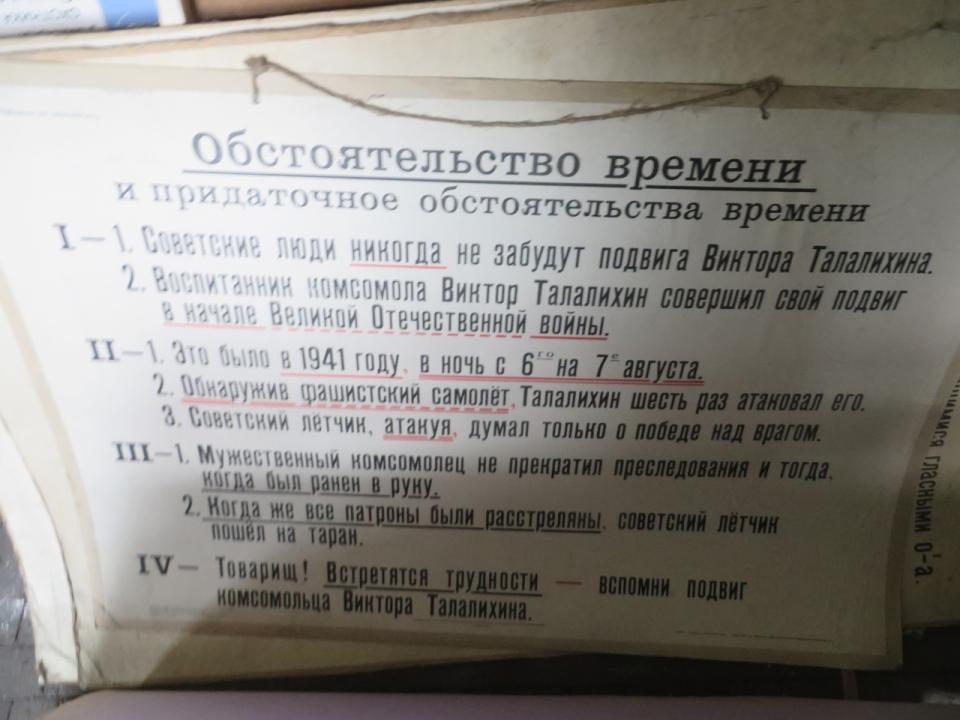 Обстоятельство времени
и придаточное обстоятельства времени
I — 1. Советские люди никогда не забудут подвига Виктора Талалихина.
2. Воспитанник комсомола Виктор Талалихин совершил свой подвиг
в начале Великой Отечественной войны.
II — 1. Это было в 1941 году, в ночь с 6го на 7е августа.
2. Обнаружив фашистский самолёт, Талалихин шесть раз атаковал его.
3. Советский лётчик, атакуя, думал только о победе над врагом.
III — 1. Мужественный комсомолец не прекратил преследования и тогда,
когда был ранен в руку.
2. Когда же все патроны были расстреляны, советский лётчик
пошёл на таран.
IV — Товарищ! Встретятся трудности — вспомни подвиг
комсомольца Виктора Талалихина.
гласными о-а.